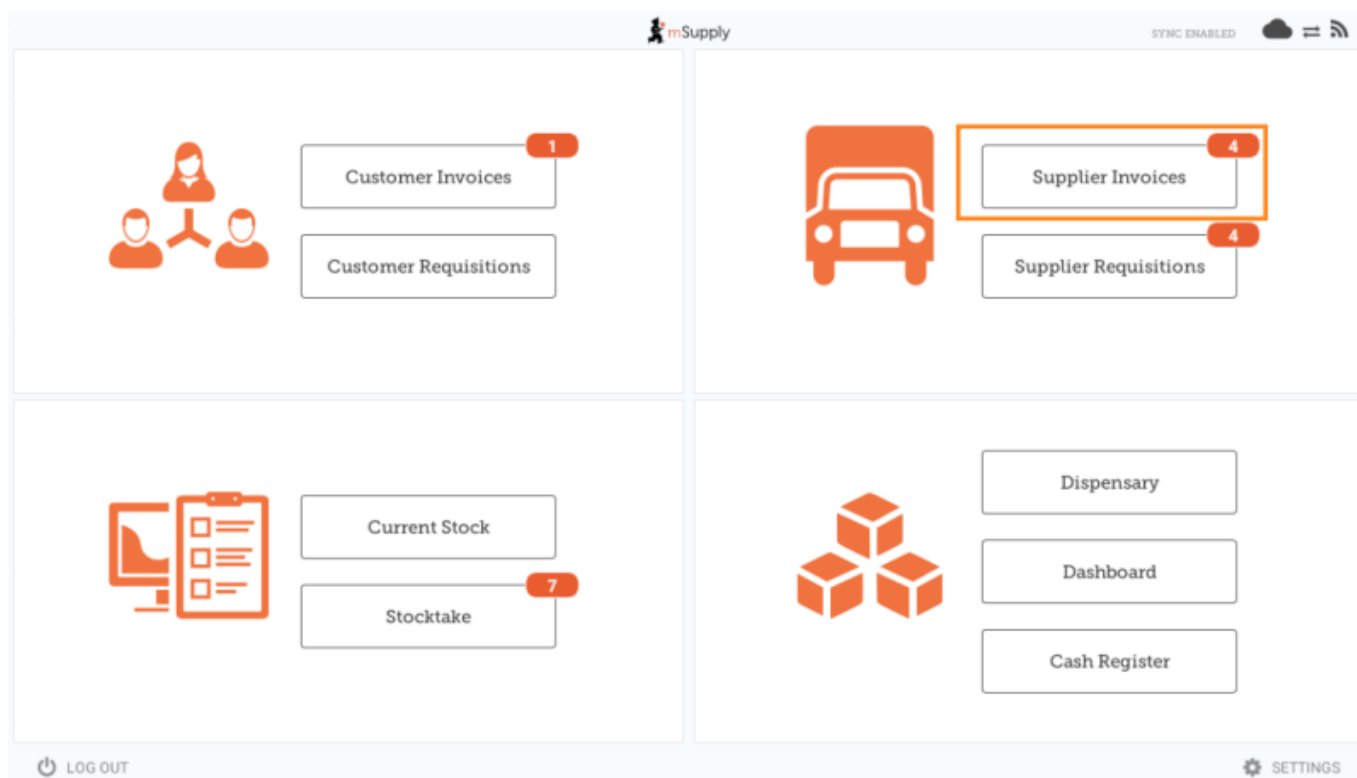 mSupply
SYNC ENABLED
1
Customer Invoices
Customer Requisitions
4
Supplier Invoices
4
Supplier Requisitions
Current Stock
7
Stocktake
Dispensary
Dashboard
Cash Register
LOG OUT
SETTINGS